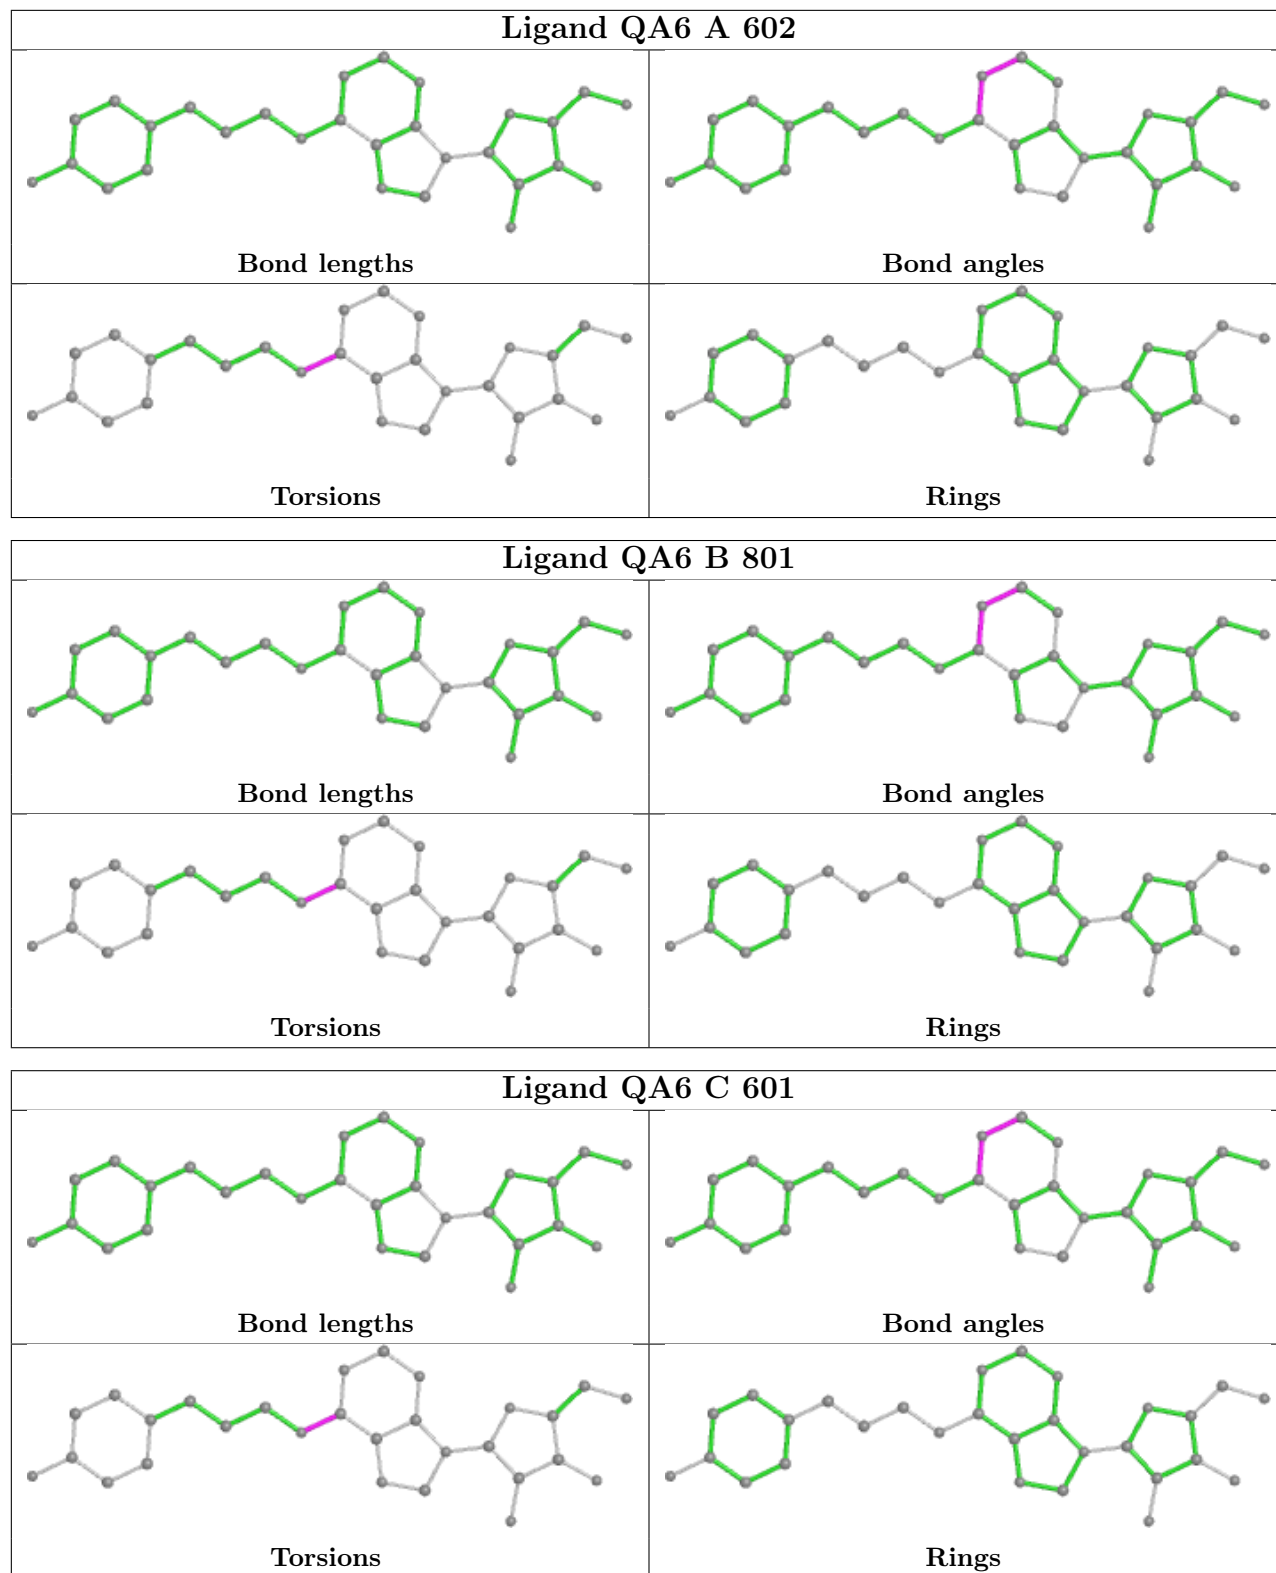 Ligand QA6 A 602
Bond lengths
Bond angles
Torsions
Rings
Ligand QA6 B 801
Bond lengths
Bond angles
Torsions
Rings
Ligand QA6 C 601
Bond lengths
Bond angles
Torsions
Rings